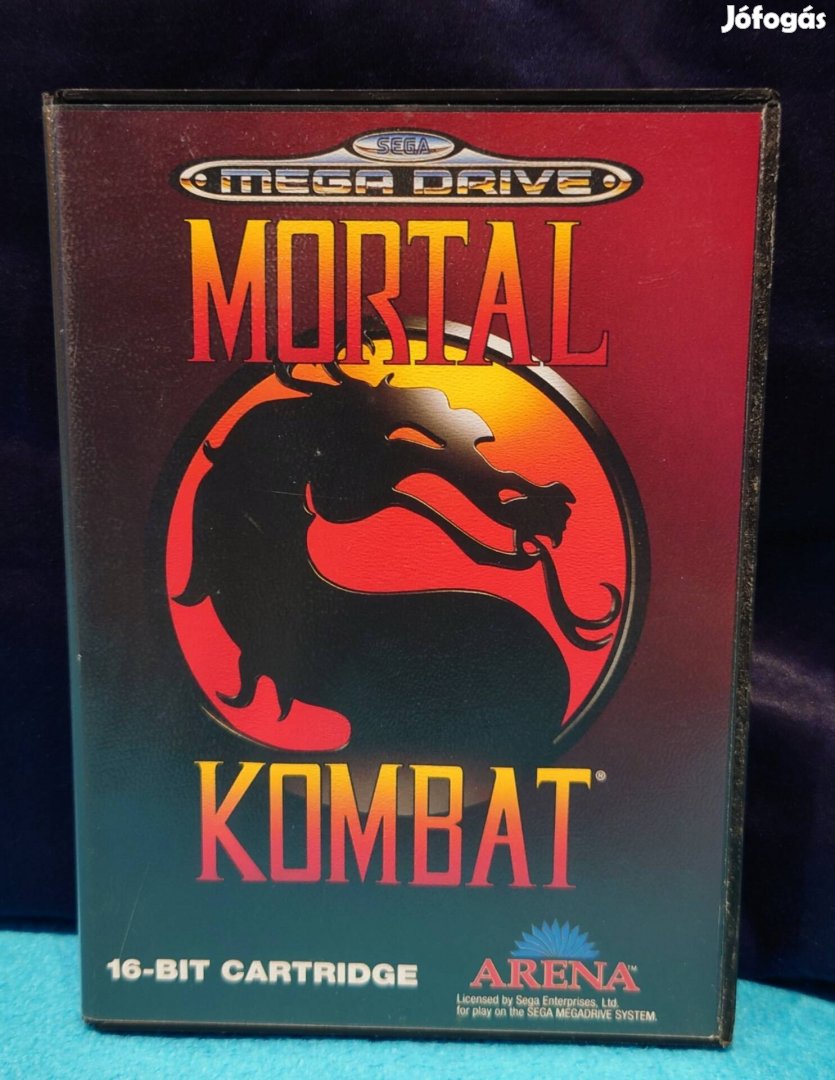 Jófogás
SEGA
MEGA DRIVE
MORTAL
KOMBAT®
16-BIT CARTRIDGE
ARENA™
Licensed by Sega Enterprises, Ltd.
for play on the SEGA MEGADRIVE SYSTEM.